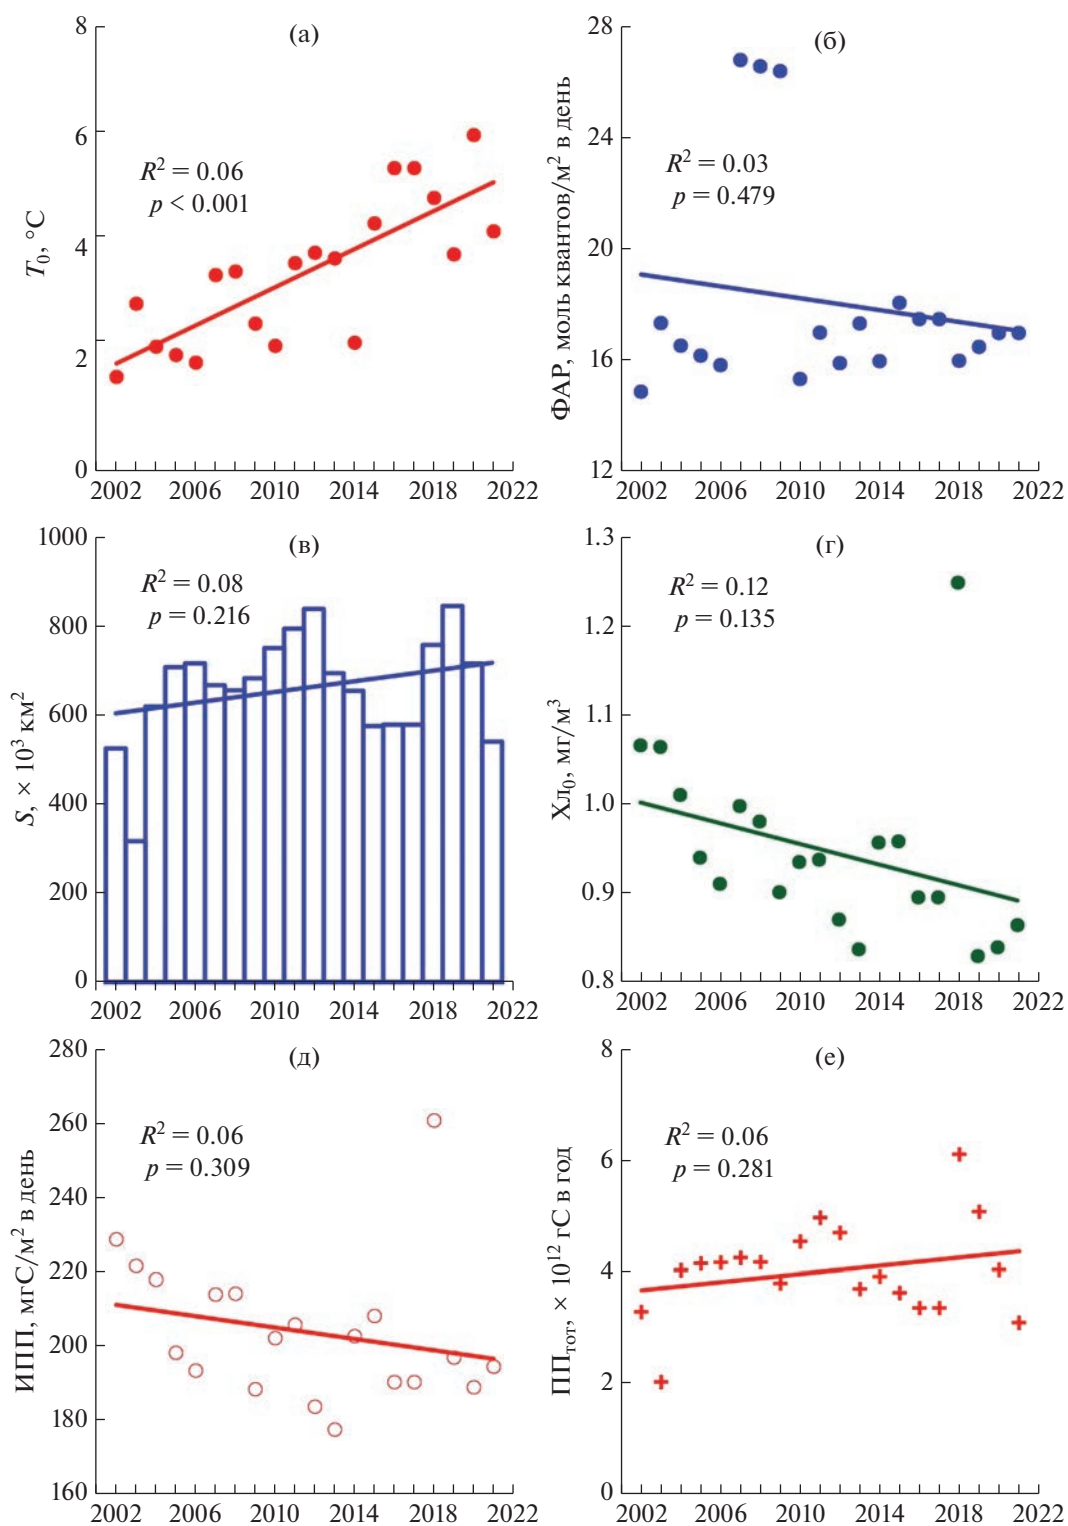 (а)
8
6
4
2
0
T₀, °C
R² = 0.06
p < 0.001
2002 2006 2010 2014 2018 2022
(б)
28
24
20
16
12
ФАР, моль квантов/м² в день
R² = 0.03
p = 0.479
2002 2006 2010 2014 2018 2022
(в)
1000
800
600
400
200
0
S, × 10³ км²
R² = 0.08
p = 0.216
2002 2006 2010 2014 2018 2022
(г)
1.3
1.2
1.1
1.0
0.9
0.8
Хл₀, мг/м³
R² = 0.12
p = 0.135
2002 2006 2010 2014 2018 2022
(д)
280
260
240
220
200
180
160
ИПП, мгС/м² в день
R² = 0.06
p = 0.309
2002 2006 2010 2014 2018 2022
(е)
8
6
4
2
0
ППтот, × 10¹² гС в год
R² = 0.06
p = 0.281
2002 2006 2010 2014 2018 2022